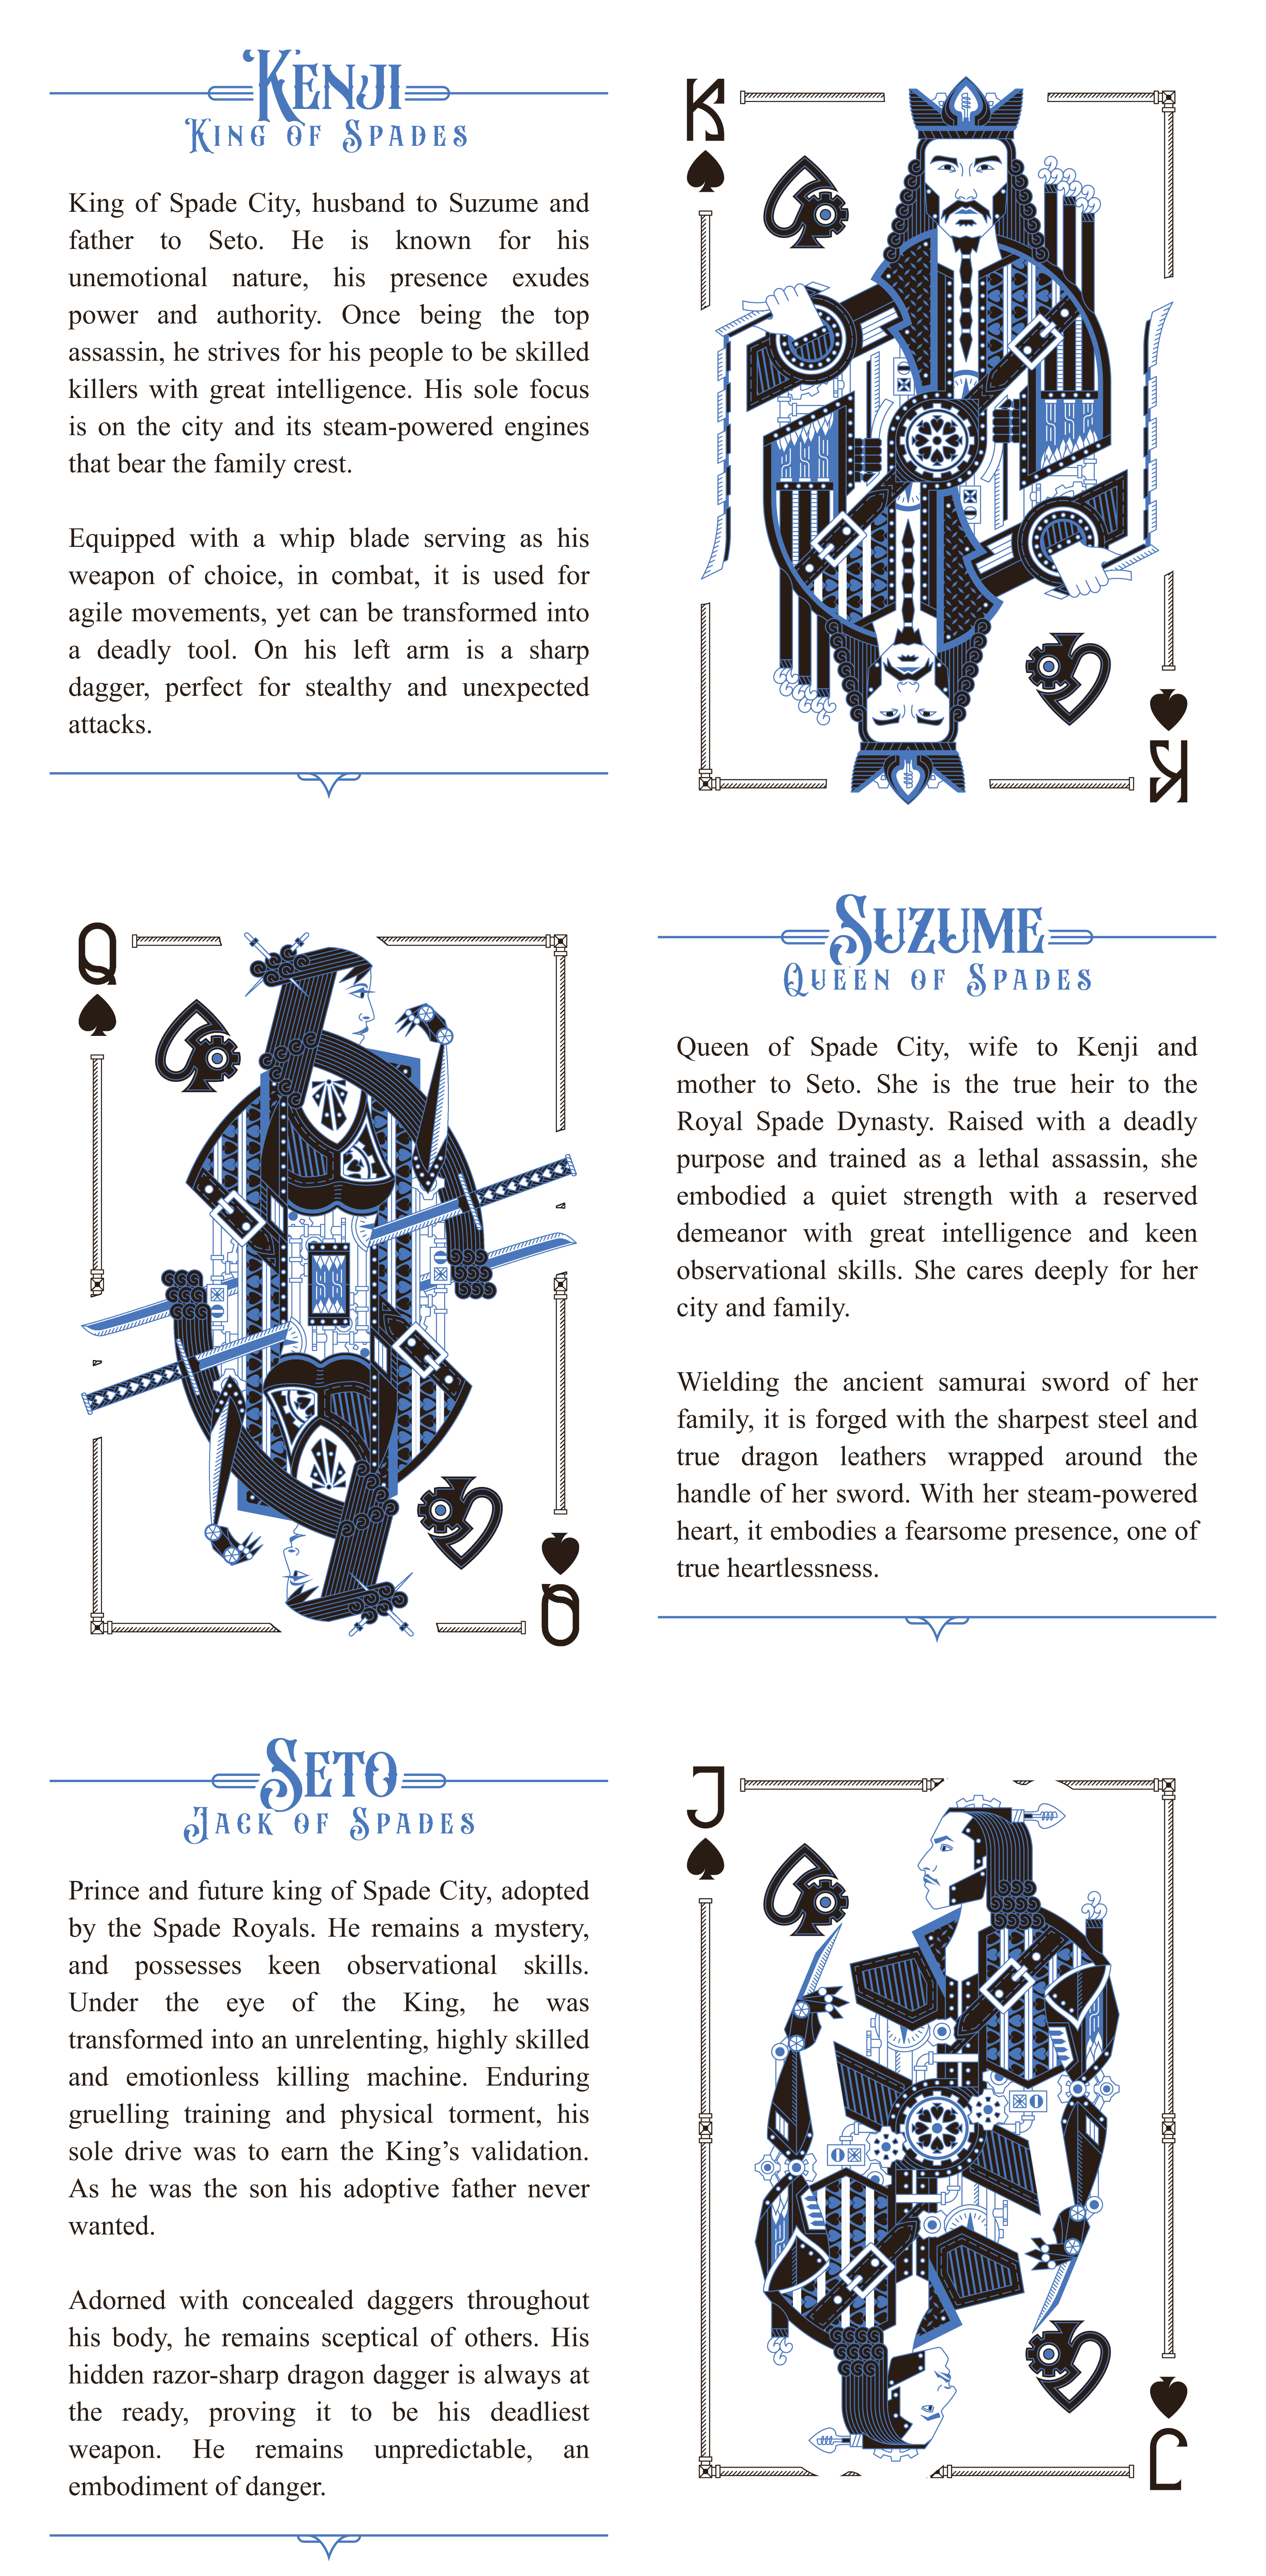 KENJI
KING OF SPADES
King of Spade City, husband to Suzume and
father to Seto. He is known for his
unemotional nature, his presence exudes
power and authority. Once being the top
assassin, he strives for his people to be skilled
killers with great intelligence. His sole focus
is on the city and its steam-powered engines
that bear the family crest.
Equipped with a whip blade serving as his
weapon of choice, in combat, it is used for
agile movements, yet can be transformed into
a deadly tool. On his left arm is a sharp
dagger, perfect for stealthy and unexpected
attacks.
K
K
Q
Q
SUZUME
QUEEN OF SPADES
Queen of Spade City, wife to Kenji and
mother to Seto. She is the true heir to the
Royal Spade Dynasty. Raised with a deadly
purpose and trained as a lethal assassin, she
embodied a quiet strength with a reserved
demeanor with great intelligence and keen
observational skills. She cares deeply for her
city and family.
Wielding the ancient samurai sword of her
family, it is forged with the sharpest steel and
true dragon leathers wrapped around the
handle of her sword. With her steam-powered
heart, it embodies a fearsome presence, one of
true heartlessness.
SETO
JACK OF SPADES
Prince and future king of Spade City, adopted
by the Spade Royals. He remains a mystery,
and possesses keen observational skills.
Under the eye of the King, he was
transformed into an unrelenting, highly skilled
and emotionless killing machine. Enduring
gruelling training and physical torment, his
sole drive was to earn the King’s validation.
As he was the son his adoptive father never
wanted.
Adorned with concealed daggers throughout
his body, he remains sceptical of others. His
hidden razor-sharp dragon dagger is always at
the ready, proving it to be his deadliest
weapon. He remains unpredictable, an
embodiment of danger.
J
J